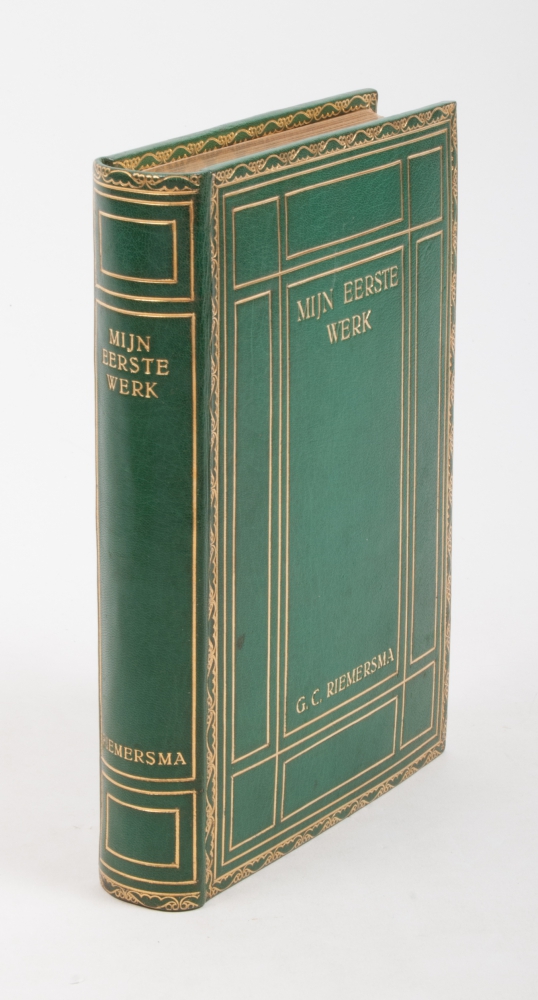 MIJN
EERSTE
WERK
RIEMERSMA
MIJN EERSTE
WERK
G. C. RIEMERSMA